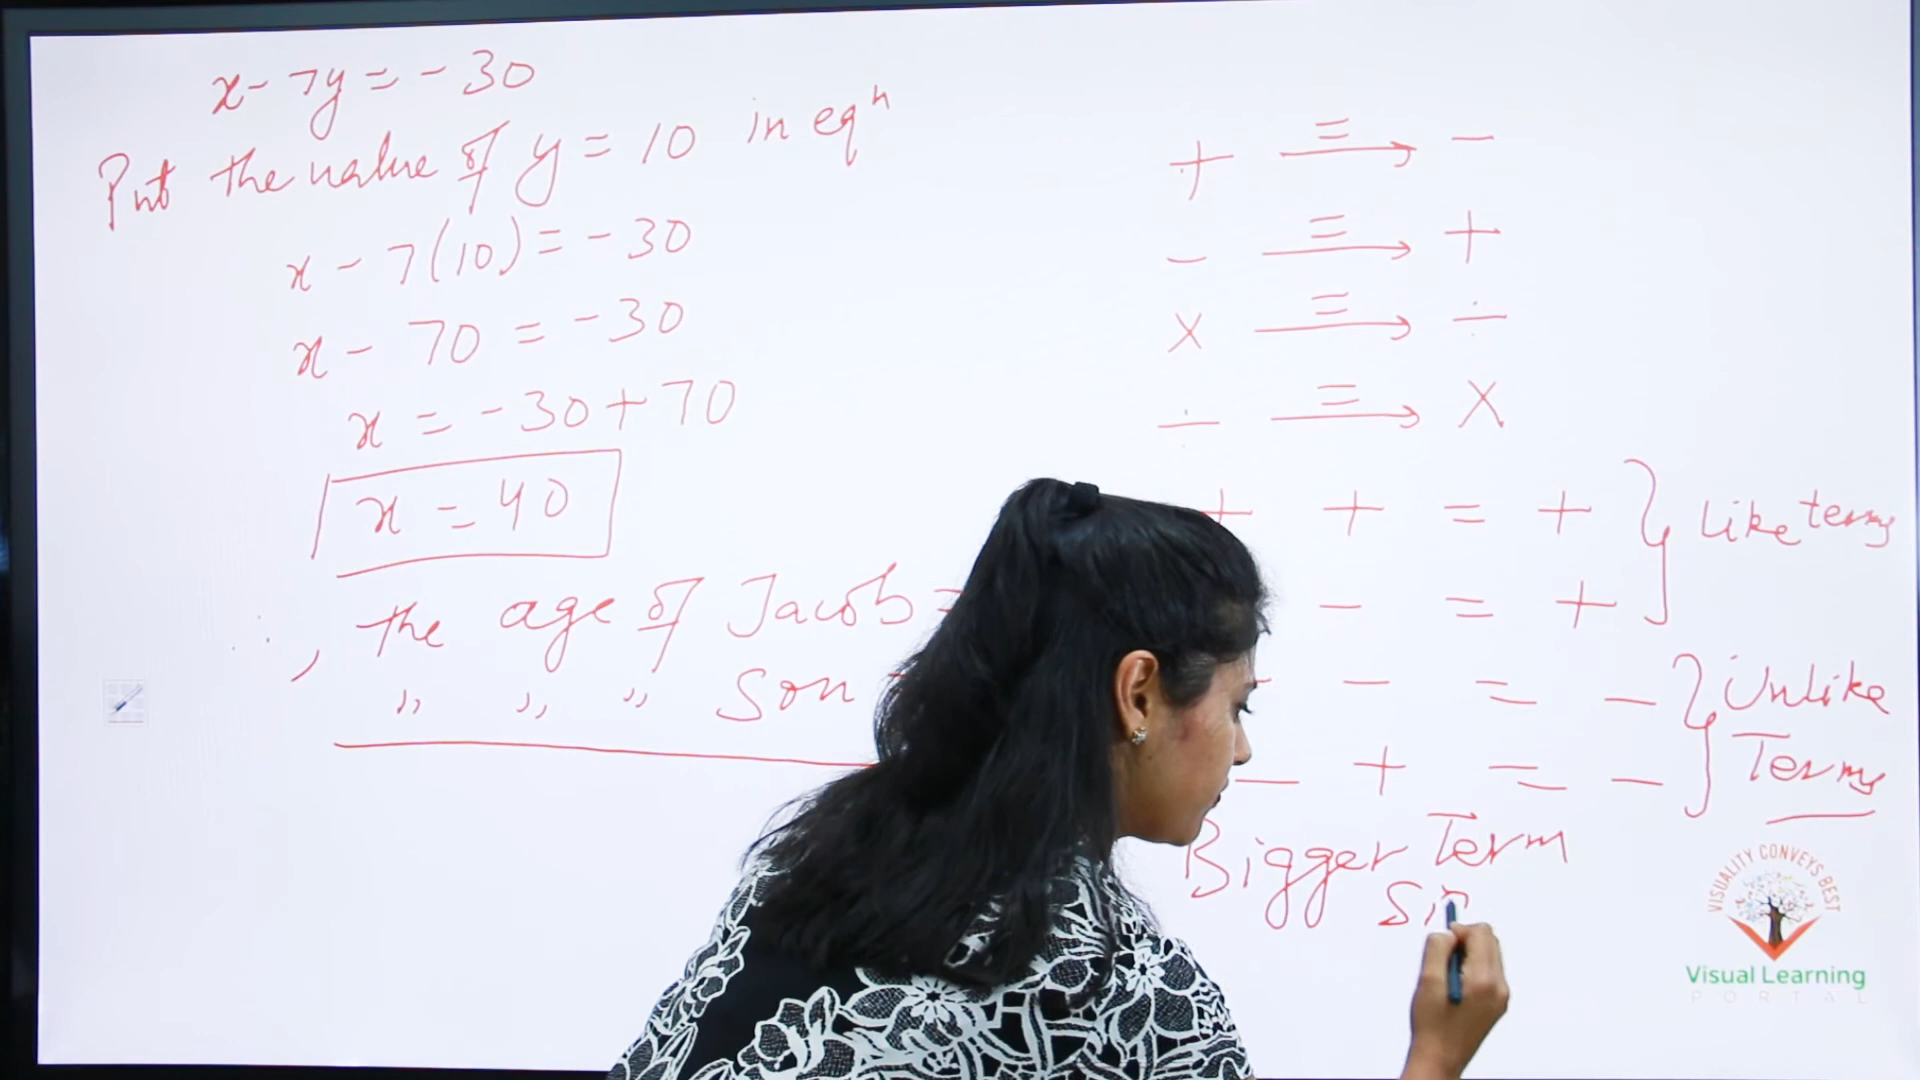 x - 7y = - 30
Put the value of y = 10 in eqⁿ
x - 7(10) = - 30
x - 70 = - 30
x = - 30 + 70
x = 40
, the age of Jacob =
,, ,, ,, Son
+ = → -
- = → +
× = → ÷
÷ = → ×
+ + = + } Like terms
- = +
- - = - } Unlike
Terms
- + = -
Bigger Term
VISUALITY CONVEYS BEST
Visual Learning
PORTAL